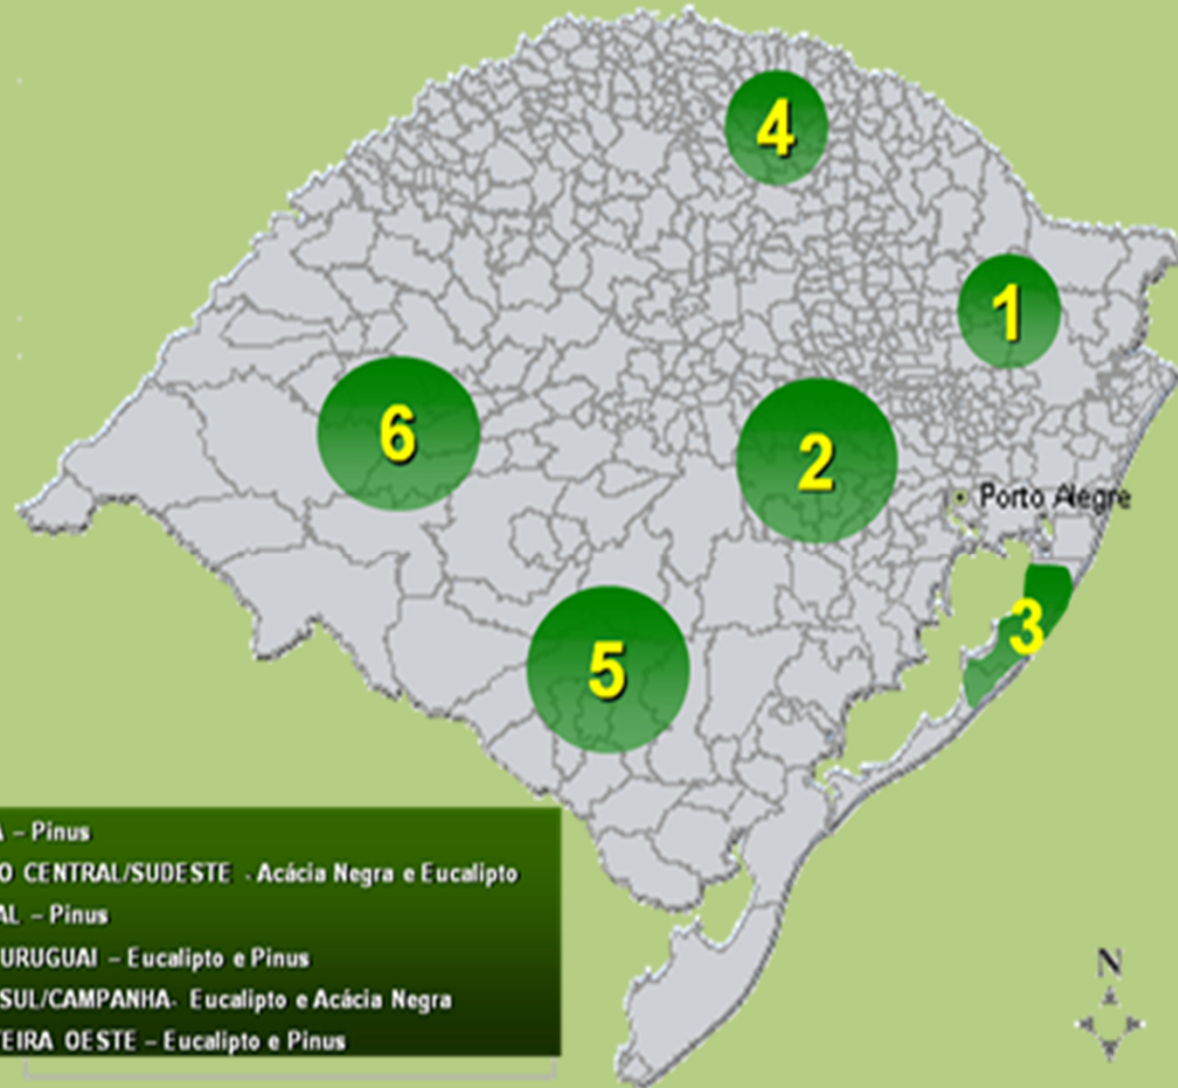 4
1
6
2
Porto Alegre
3
5
A – Pinus
O CENTRAL/SUDESTE - Acácia Negra e Eucalipto
AL – Pinus
URUGUAI – Eucalipto e Pinus
SUL/CAMPANHA- Eucalipto e Acácia Negra
TEIRA OESTE – Eucalipto e Pinus
N